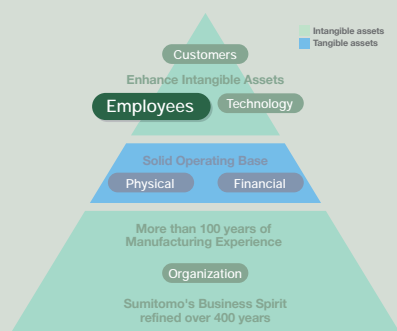 Intangible assets
Tangible assets
Customers
Enhance Intangible Assets
Employees
Technology
Solid Operating Base
Physical
Financial
More than 100 years of
Manufacturing Experience
Organization
Sumitomo's Business Spirit
refined over 400 years